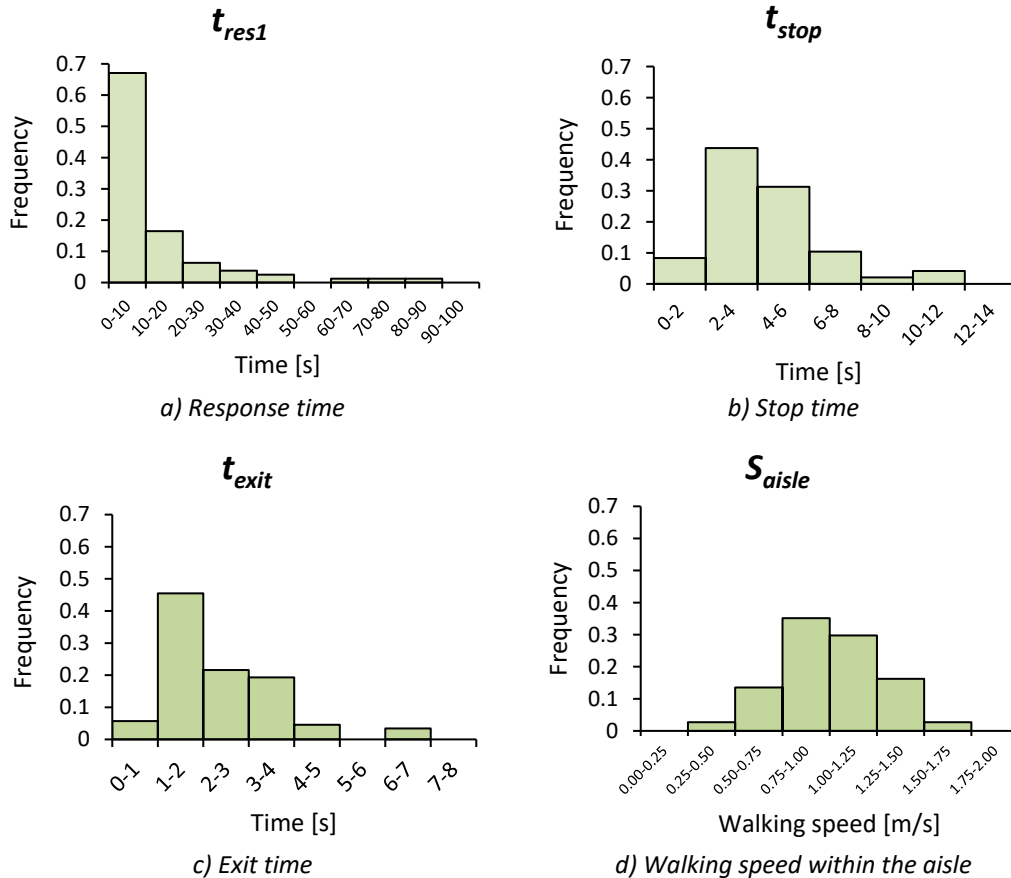 t_res1
0.7
0.6
0.5
0.4
0.3
0.2
0.1
0
Frequency
0-10 10-20 20-30 30-40 40-50 50-60 60-70 70-80 80-90 90-100
Time [s]
a) Response time
t_stop
0.7
0.6
0.5
0.4
0.3
0.2
0.1
0
Frequency
0-2 2-4 4-6 6-8 8-10 10-12 12-14
Time [s]
b) Stop time
t_exit
0.7
0.6
0.5
0.4
0.3
0.2
0.1
0
Frequency
0-1 1-2 2-3 3-4 4-5 5-6 6-7 7-8
Time [s]
c) Exit time
S_aisle
0.7
0.6
0.5
0.4
0.3
0.2
0.1
0
Frequency
0.00-0.25 0.25-0.50 0.50-0.75 0.75-1.00 1.00-1.25 1.25-1.50 1.50-1.75 1.75-2.00
Walking speed [m/s]
d) Walking speed within the aisle